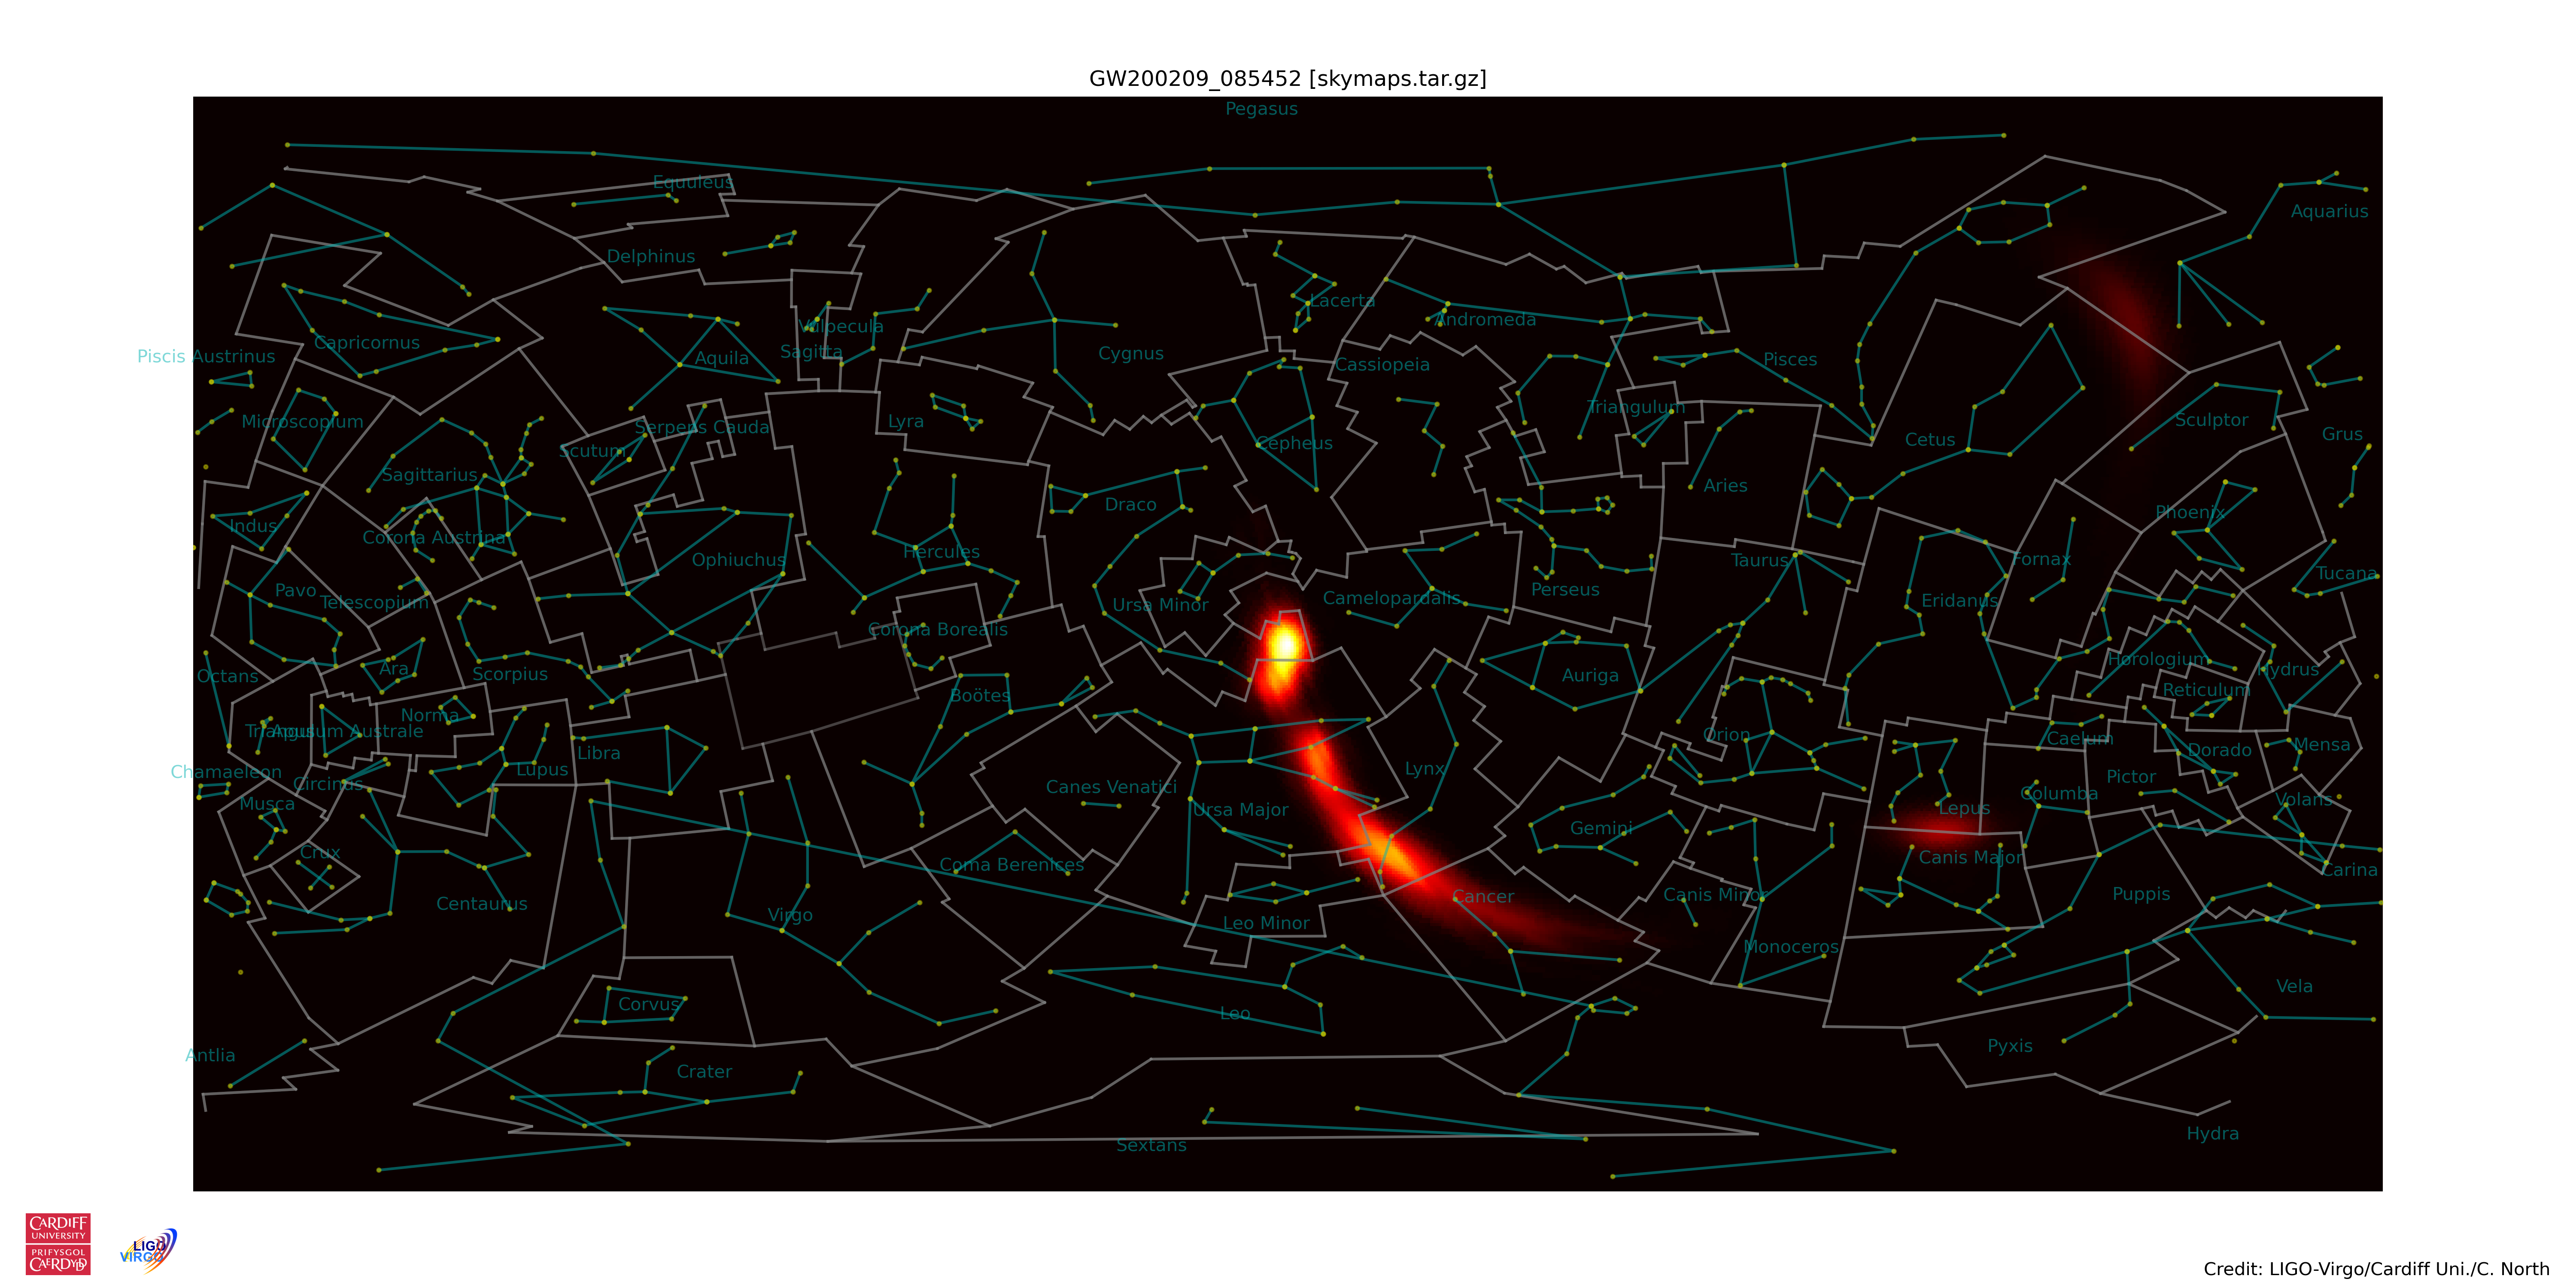 GW200209_085452 [skymaps.tar.gz]
Pegasus
Equuleus
Aquarius
Delphinus
Lacerta
Andromeda
Vulpecula
Capricornus
Sagitta
Cygnus
Piscis Austrinus
Aquila
Pisces
Cassiopeia
Triangulum
Microscopium
Lyra
Sculptor
Serpens Cauda
Grus
Cepheus
Cetus
Scutum
Sagittarius
Aries
Draco
Phoenix
Indus
Corona Austrina
Hercules
Ophiuchus
Taurus
Fornax
Tucana
Pavo
Perseus
Camelopardalis
Eridanus
Telescopium
Ursa Minor
Corona Borealis
Horologium
Ara
Hydrus
Scorpius
Octans
Auriga
Reticulum
Boötes
Norma
Apus
Triangulum Australe
Orion
Caelum
Mensa
Dorado
Libra
Lynx
Lupus
Chamaeleon
Pictor
Circinus
Canes Venatici
Columba
Volans
Musca
Lepus
Ursa Major
Gemini
Crux
Canis Major
Coma Berenices
Carina
Puppis
Canis Minor
Cancer
Centaurus
Virgo
Leo Minor
Monoceros
Vela
Corvus
Leo
Pyxis
Antlia
Crater
Hydra
Sextans
CARDIFF
UNIVERSITY
PRIFYSGOL
CAERDYDD
LIGO
VIRGO
Credit: LIGO-Virgo/Cardiff Uni./C. North